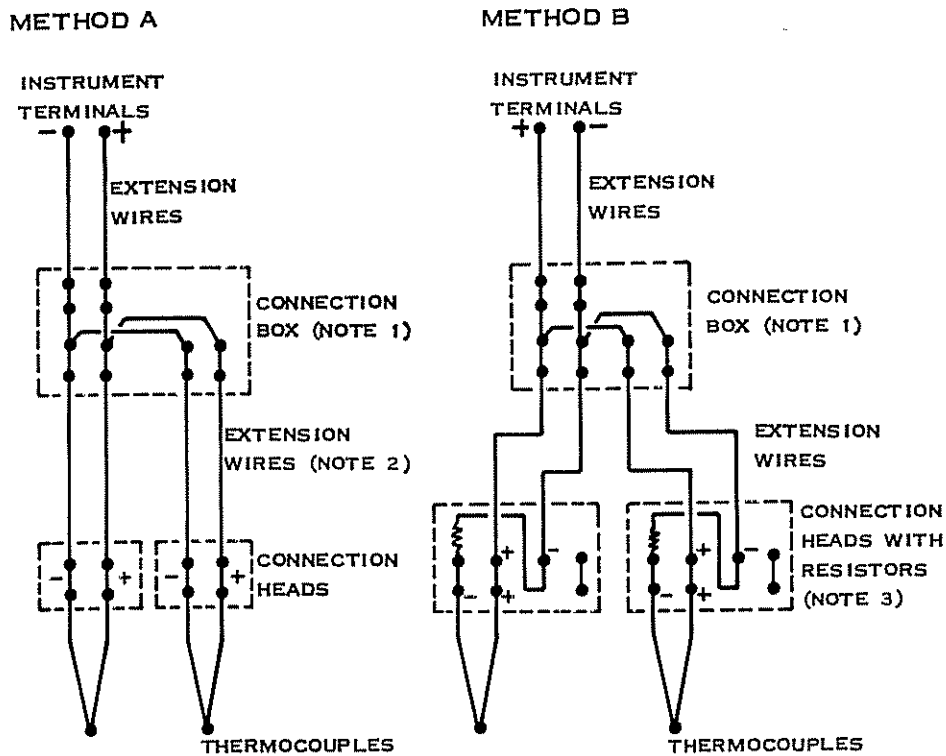 METHOD A
INSTRUMENT
TERMINALS
- +
EXTENSION
WIRES
CONNECTION
BOX (NOTE 1)
EXTENSION
WIRES (NOTE 2)
- + - +
CONNECTION
HEADS
THERMOCOUPLES
METHOD B
INSTRUMENT
TERMINALS
+ -
EXTENSION
WIRES
CONNECTION
BOX (NOTE 1)
EXTENSION
WIRES
+ - + -
- + - +
CONNECTION
HEADS WITH
RESISTORS
(NOTE 3)